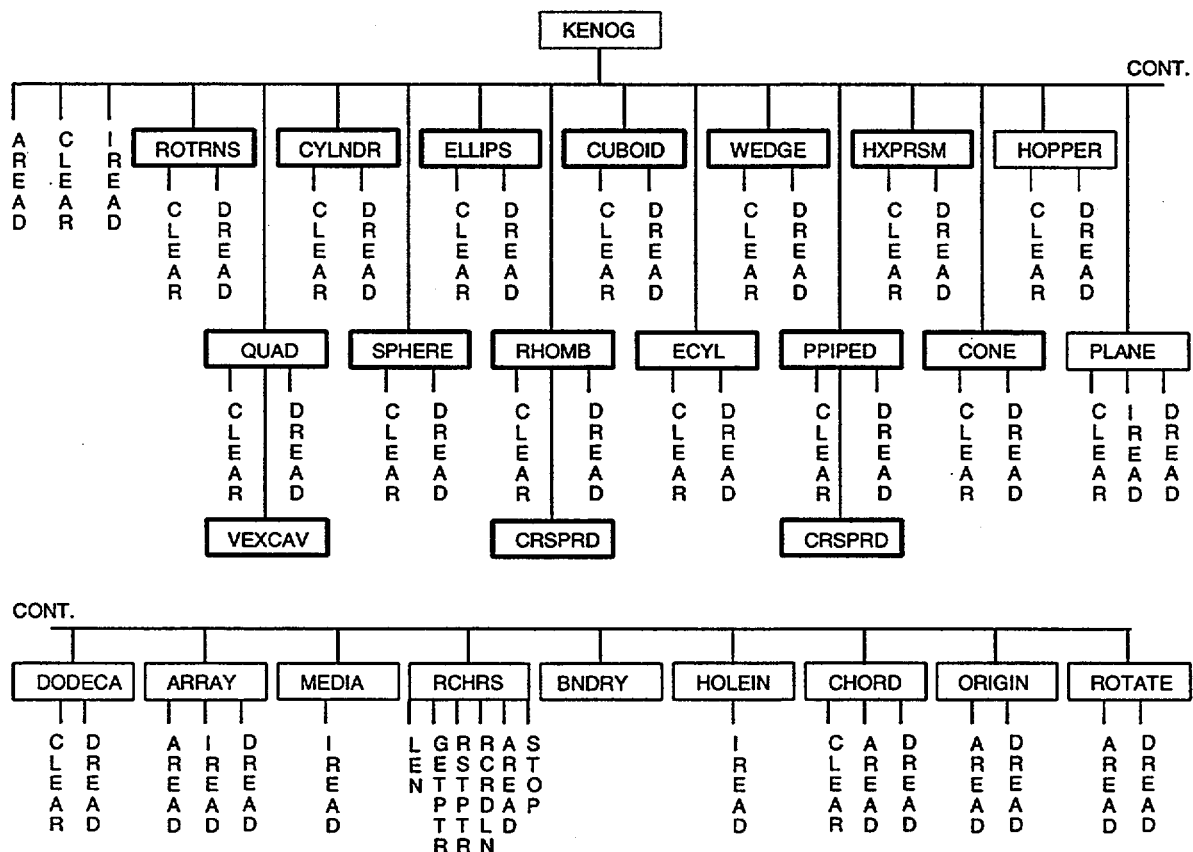 KENOG
CONT.
AREAD
CLEAR
IREAD
ROTRNS
CYLNDR
ELLIPS
CUBOID
WEDGE
HXPRSM
HOPPER
CLEAR
DREAD
CLEAR
DREAD
CLEAR
DREAD
CLEAR
DREAD
CLEAR
DREAD
CLEAR
DREAD
CLEAR
DREAD
QUAD
SPHERE
RHOMB
ECYL
PPIPED
CONE
PLANE
CLEAR
DREAD
CLEAR
DREAD
CLEAR
DREAD
CLEAR
DREAD
CLEAR
DREAD
CLEAR
DREAD
CLEAR
IREAD
DREAD
VEXCAV
CRSPRD
CRSPRD
CONT.
DODECA
ARRAY
MEDIA
RCHRS
BNDRY
HOLEIN
CHORD
ORIGIN
ROTATE
CLEAR
DREAD
AREAD
IREAD
DREAD
IREAD
LEN
GETPTR
RSTPTR
RCRDLN
AREAD
STOP
IREAD
CLEAR
AREAD
DREAD
AREAD
DREAD
AREAD
DREAD